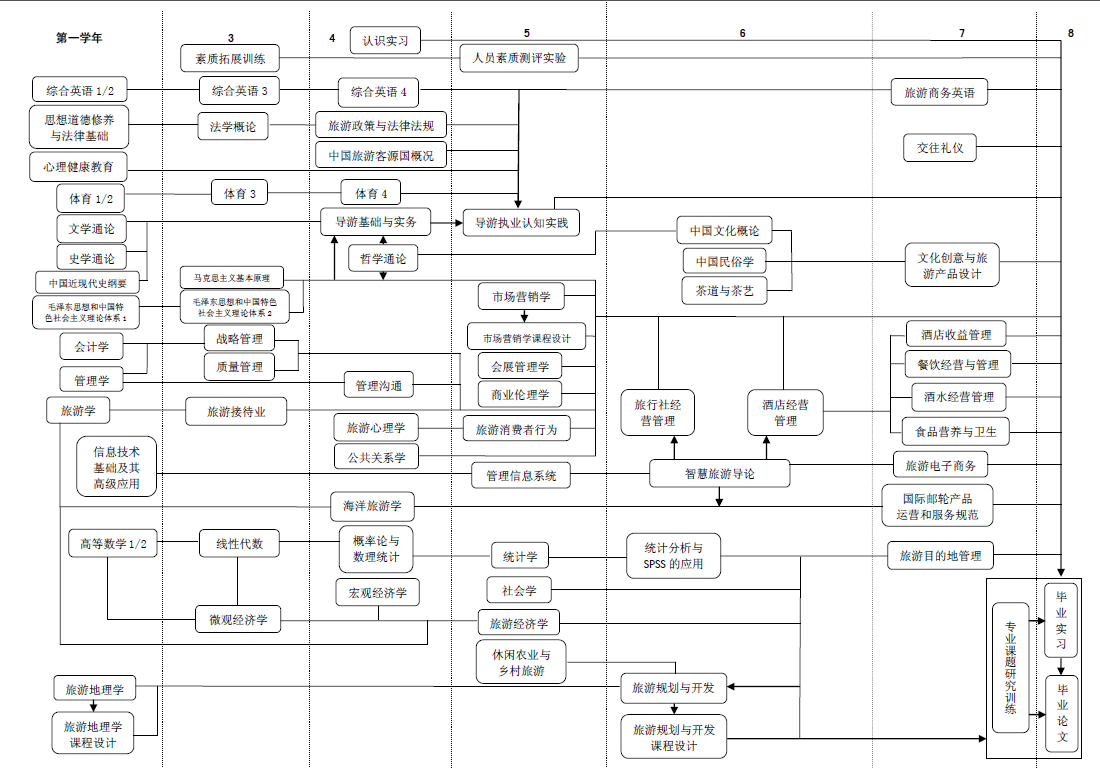 第一学年
3
4
5
6
7
8
认识实习
素质拓展训练
人员素质测评实验
综合英语 1/2
综合英语 3
综合英语 4
旅游商务英语
思想道德修养
与法律基础
法学概论
旅游政策与法律法规
中国旅游客源国概况
交往礼仪
心理健康教育
体育 1/2
体育 3
体育 4
文学通论
导游基础与实务
导游执业认知实践
中国文化概论
史学通论
哲学通论
中国民俗学
文化创意与旅
游产品设计
中国近现代史纲要
马克思主义基本原理
茶道与茶艺
毛泽东思想和中国特
色社会主义理论体系 1
毛泽东思想和中国特色
社会主义理论体系 2
市场营销学
会计学
战略管理
市场营销学课程设计
酒店收益管理
质量管理
会展管理学
餐饮经营与管理
管理学
管理沟通
商业伦理学
酒水经营管理
旅游学
旅游接待业
旅行社经
营管理
酒店经营
管理
旅游心理学
旅游消费者行为
食品营养与卫生
信息技术
基础及其
高级应用
公共关系学
管理信息系统
智慧旅游导论
旅游电子商务
海洋旅游学
国际邮轮产品
运营和服务规范
高等数学 1/2
线性代数
概率论与
数理统计
统计学
统计分析与
SPSS 的应用
旅游目的地管理
宏观经济学
社会学
微观经济学
旅游经济学
休闲农业与
乡村旅游
旅游地理学
旅游规划与开发
旅游地理学
课程设计
旅游规划与开发
课程设计
专业课题研究训练
毕业实习
毕业论文